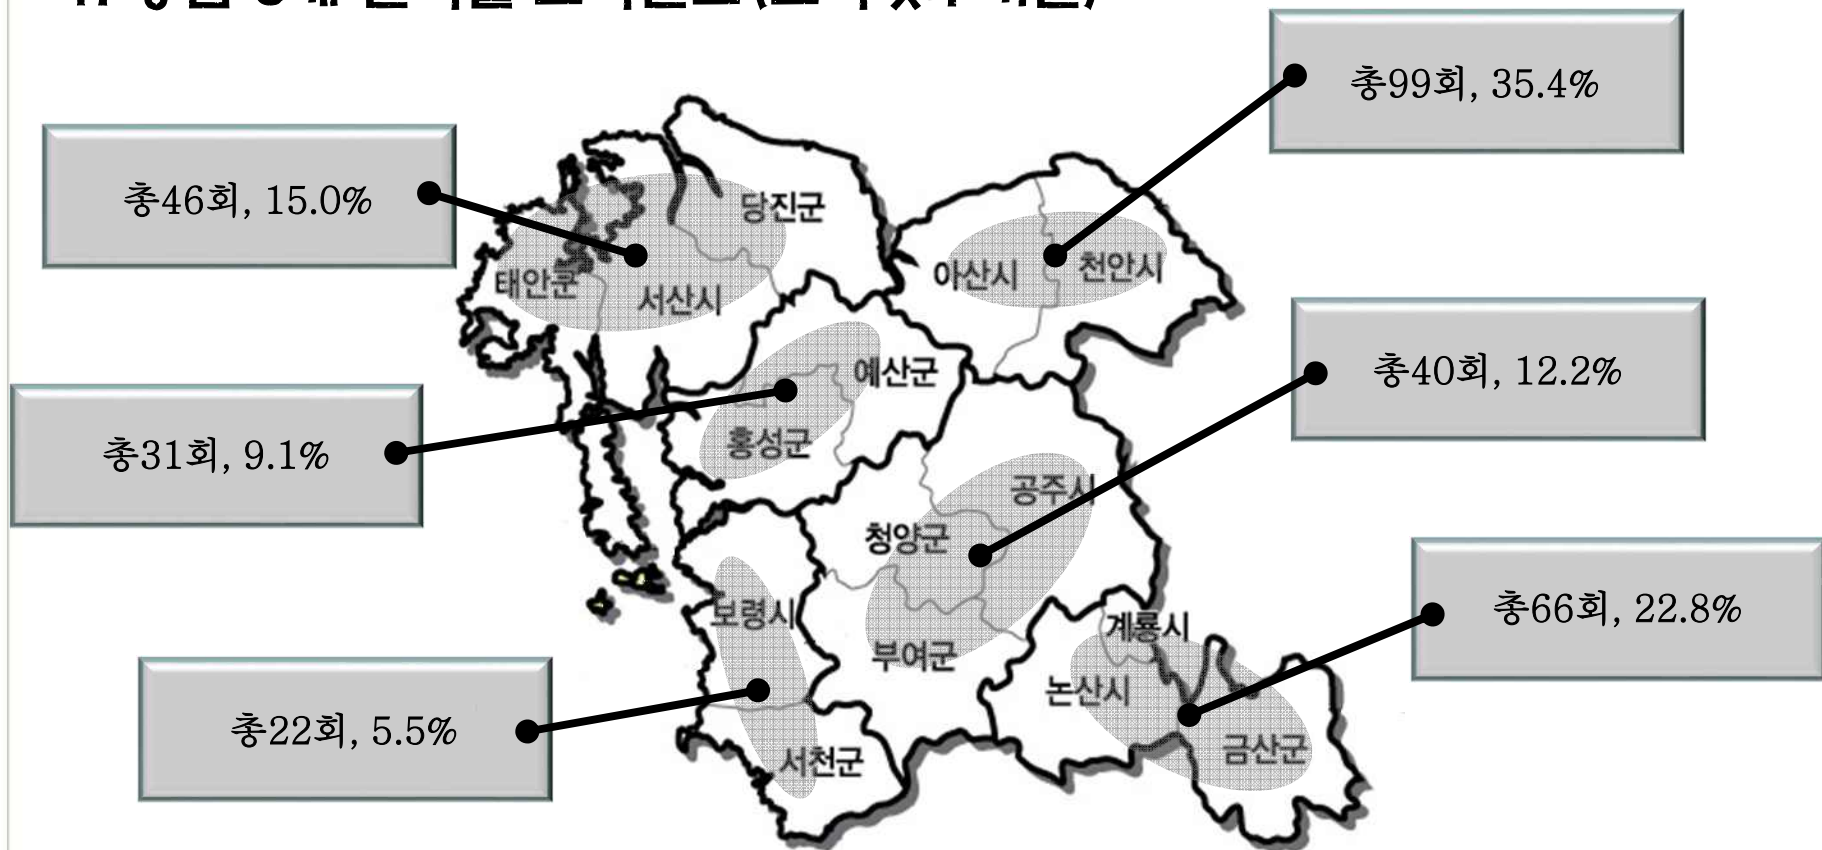 총99회, 35.4%
총46회, 15.0%
당진군
아산시
천안시
태안군
서산시
총40회, 12.2%
예산군
총31회, 9.1%
홍성군
공주시
청양군
총66회, 22.8%
보령시
계룡시
부여군
논산시
총22회, 5.5%
금산군
서천군